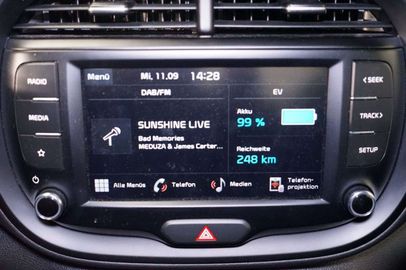 RADIO
MEDIA
Menü
Mi, 11.09
14:28
DAB/FM
EV
SUNSHINE LIVE
Bad Memories
MEDUZA & James Carter...
Akku
99 %
Reichweite
248 km
Alle Menüs
Telefon
Medien
Telefon-
projektion
< SEEK
TRACK >
SETUP